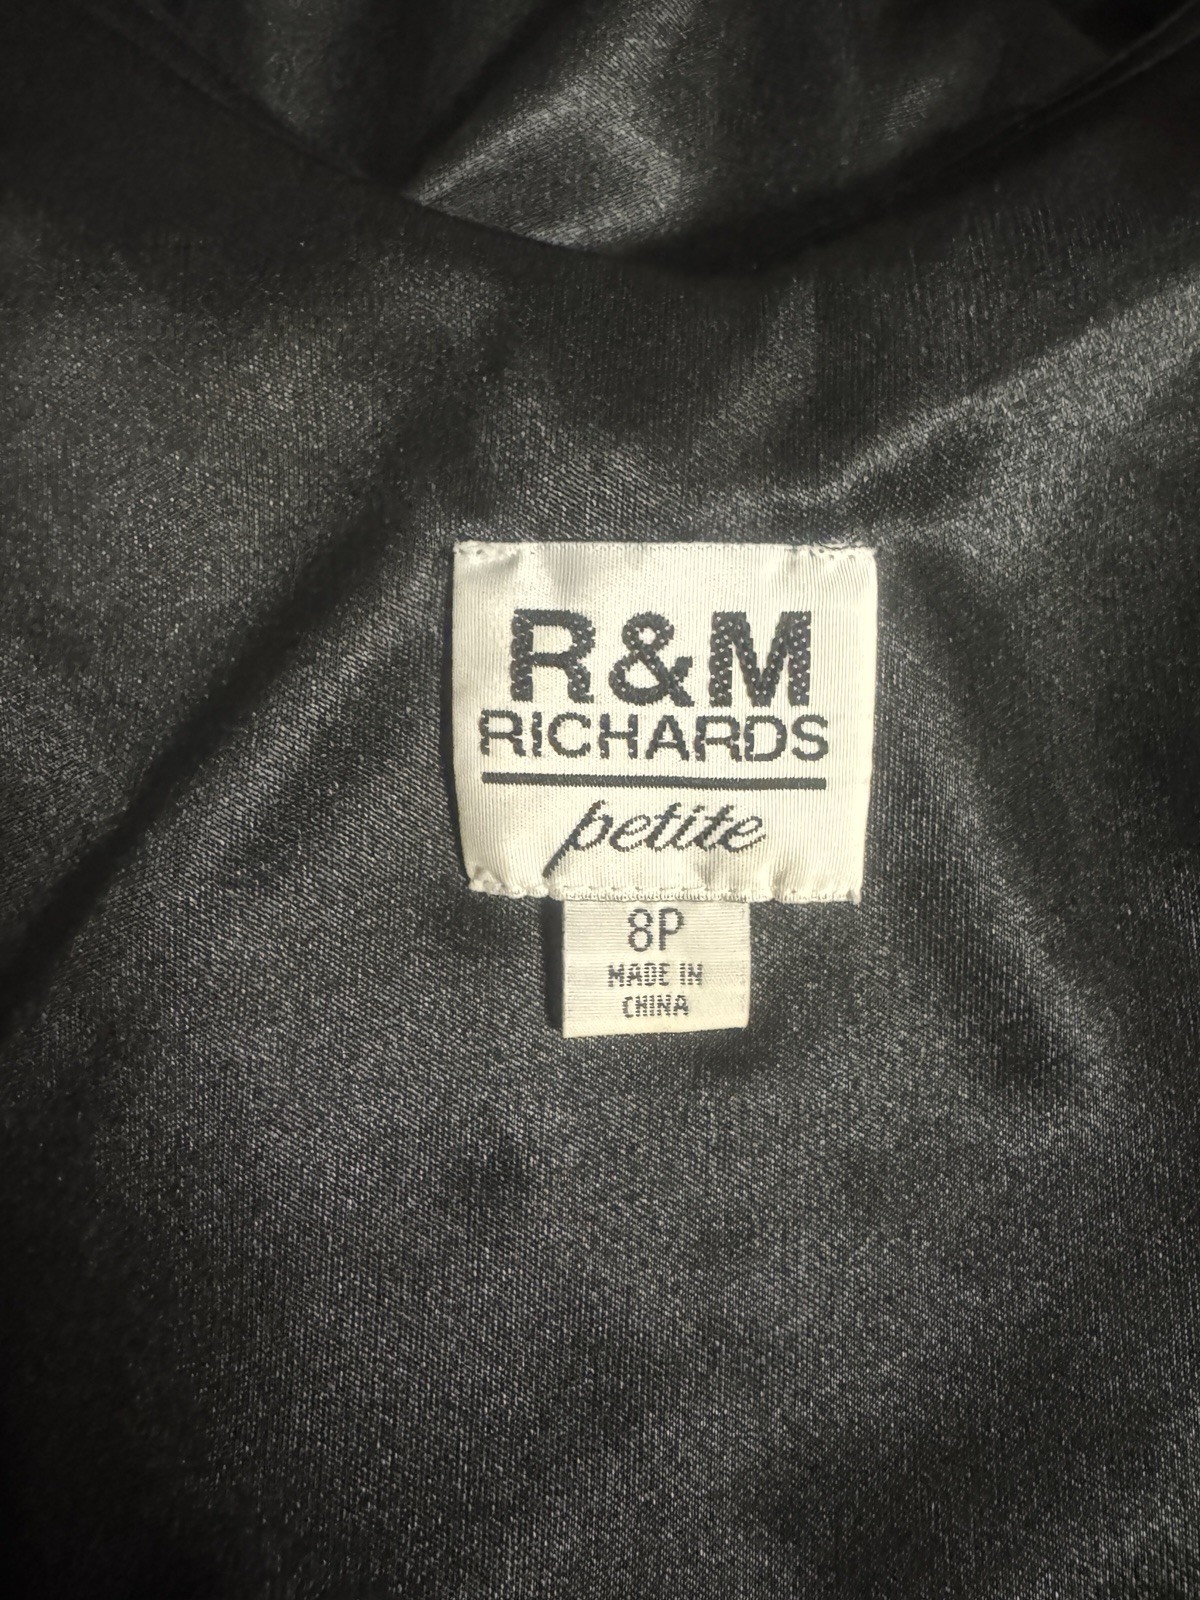 R&M
RICHARDS
petite
8P
MADE IN
CHINA